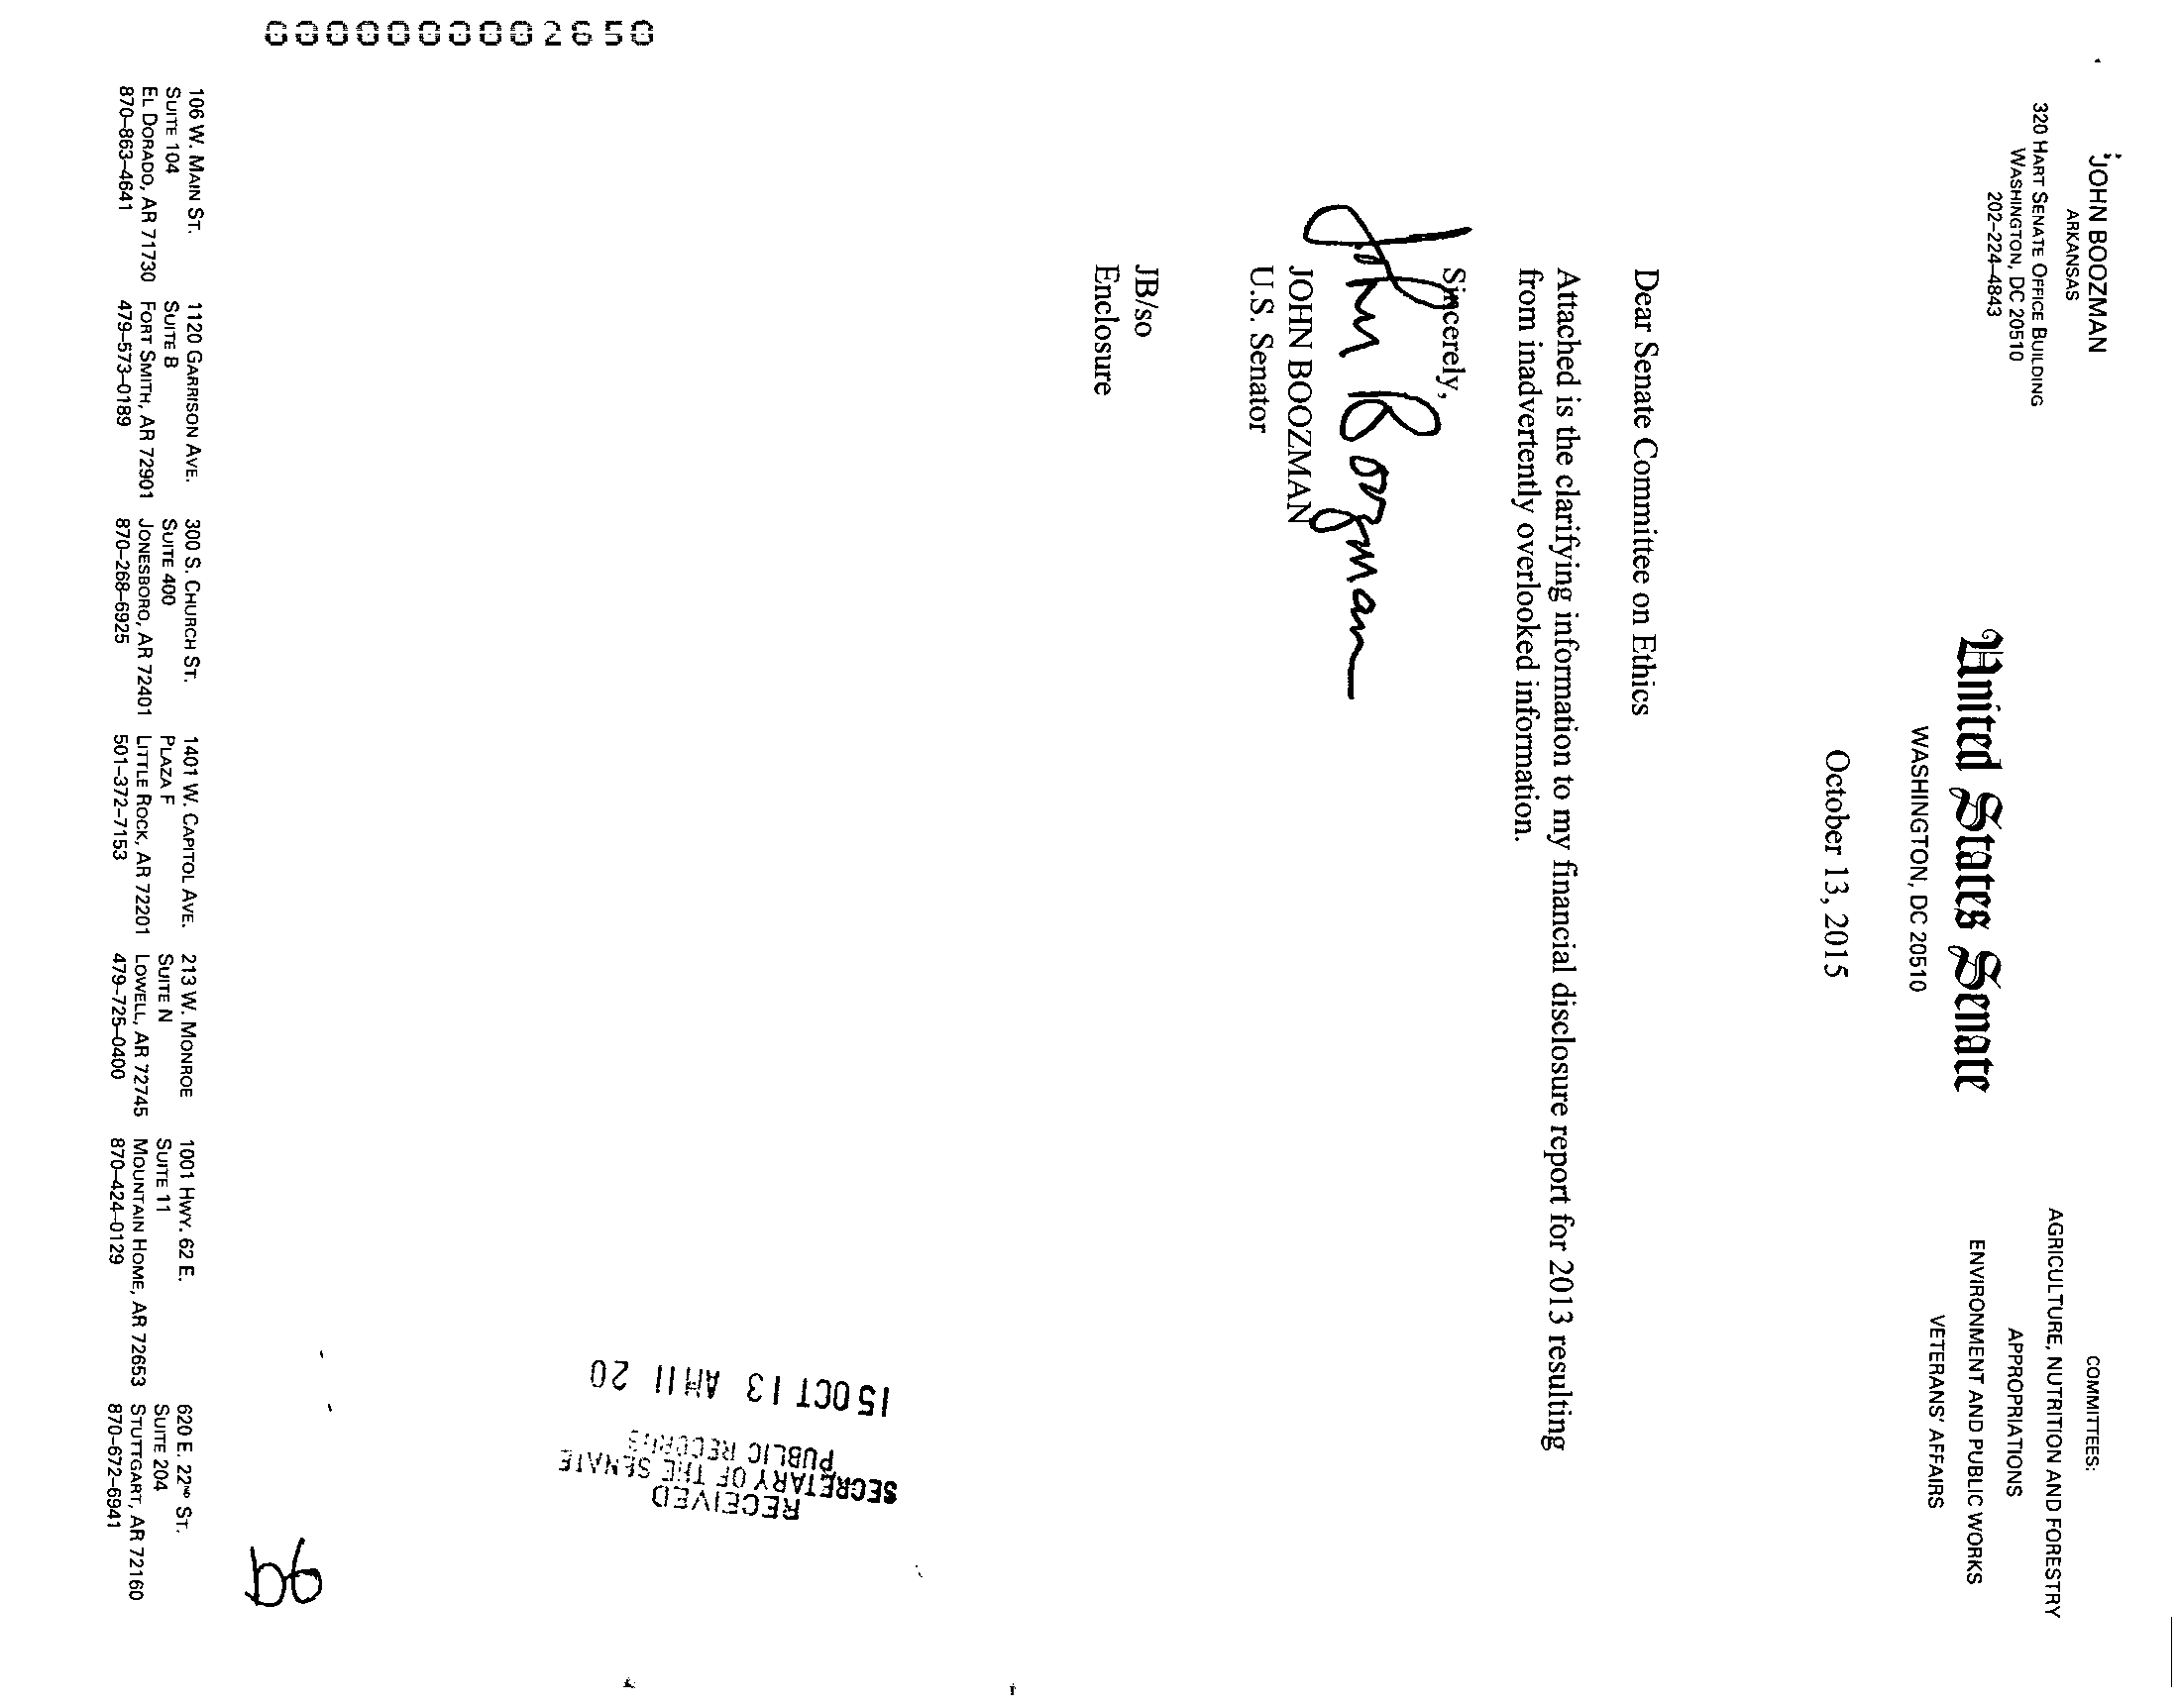 JOHN BOOZMAN
ARKANSAS
320 HART SENATE OFFICE BUILDING
WASHINGTON, DC 20510
202–224–4843
COMMITTEES:
AGRICULTURE, NUTRITION AND FORESTRY
APPROPRIATIONS
ENVIRONMENT AND PUBLIC WORKS
VETERANS' AFFAIRS
United States Senate
WASHINGTON, DC 20510
October 13, 2015
Dear Senate Committee on Ethics
Attached is the clarifying information to my financial disclosure report for 2013 resulting
from inadvertently overlooked information.
Sincerely,
John Boozman
JOHN BOOZMAN
U.S. Senator
JB/so
Enclosure
RECEIVED
SECRETARY OF THE SENATE
PUBLIC RECORDS
15 OCT 13 AM 11 20
000000002650
106 W. MAIN ST.
SUITE 104
EL DORADO, AR 71730
870–863–4641
1120 GARRISON AVE.
SUITE B
FORT SMITH, AR 72901
479–573–0189
300 S. CHURCH ST.
SUITE 400
JONESBORO, AR 72401
870–268–6925
1401 W. CAPITOL AVE.
PLAZA F
LITTLE ROCK, AR 72201
501–372–7153
213 W. MONROE
SUITE N
LOWELL, AR 72745
479–725–0400
1001 HWY. 62 E.
SUITE 11
MOUNTAIN HOME, AR 72653
870–424–0129
620 E. 22ND ST.
SUITE 204
STUTTGART, AR 72160
870–672–6941